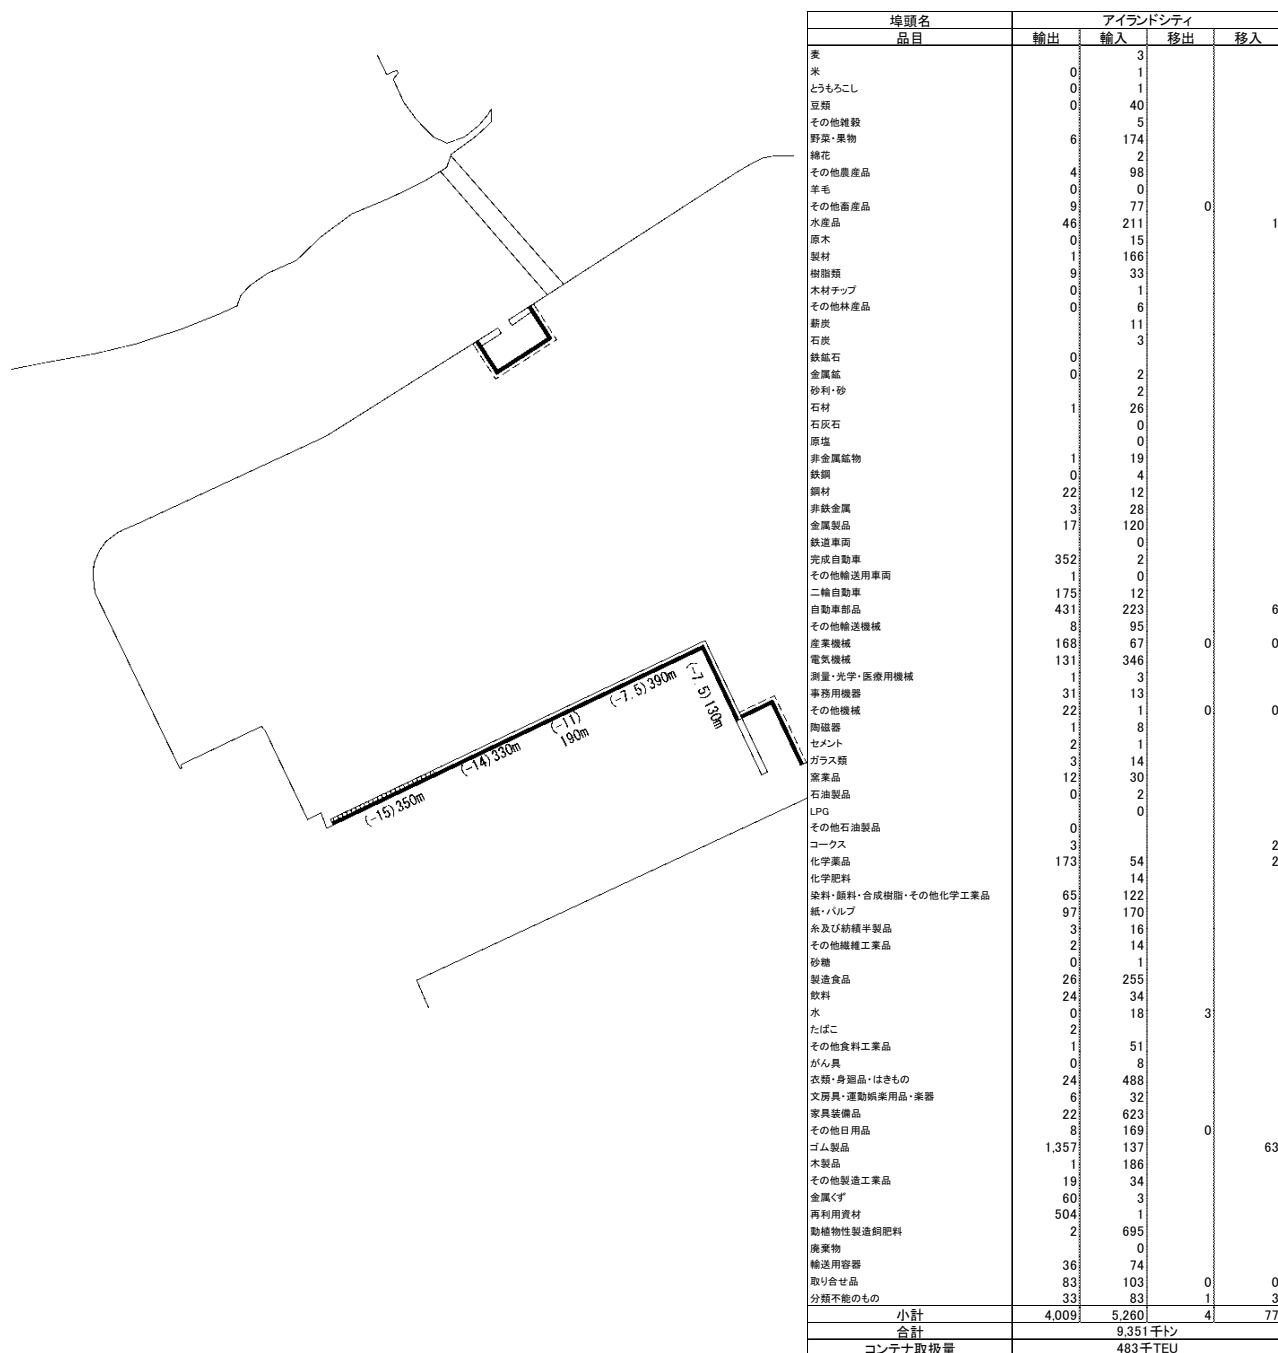 埠頭名 アイランドシティ
品目 輸出 輸入 移出 移入
麦 3
米 0 1
とうもろこし 0 1
豆類 0 40
その他雑穀 5
野菜・果物 6 174
綿花 2
その他農産品 4 98
羊毛 0 0
その他畜産品 9 77 0
水産品 46 211 1
原木 0 15
製材 1 166
樹脂類 9 33
木材チップ 0 1
その他林産品 0 6
薪炭 11
石炭 3
鉄鉱石 0
金属鉱 0 2
砂利・砂 2
石材 1 26
石灰石 0
原塩 0
非金属鉱物 1 19
鉄鋼 0 4
鋼材 22 12
非鉄金属 3 28
金属製品 17 120
鉄道車両 0
完成自動車 352 2
その他輸送用車両 1 0
二輪自動車 175 12
自動車部品 431 223 6
その他輸送機械 8 95
産業機械 168 67 0 0
電気機械 131 346
測量・光学・医療用機械 1 3
事務用機器 31 13
その他機械 22 1 0 0
陶磁器 1 8
セメント 2 1
ガラス類 3 14
窯業品 12 30
石油製品 0 2
LPG 0
その他石油製品 0
コークス 3 2
化学薬品 173 54 2
化学肥料 14
染料・顔料・合成樹脂・その他化学工業品 65 122
紙・パルプ 97 170
糸及び紡績半製品 3 16
その他繊維工業品 2 14
砂糖 0 1
製造食品 26 255
飲料 24 34
水 0 18 3
たばこ 2
その他食料工業品 1 51
がん具 0 8
衣類・身廻品・はきもの 24 488
文房具・運動娯楽用品・楽器 6 32
家具装備品 22 623
その他日用品 8 169 0
ゴム製品 1,357 137 63
木製品 1 186
その他製造工業品 19 34
金属くず 60 3
再利用資材 504 1
動植物性製造飼肥料 2 695
廃棄物 0
輸送用容器 36 74
取り合せ品 83 103 0 0
分類不能のもの 33 83 1 3
小計 4,009 5,260 4 77
合計 9,351千トン
コンテナ取扱量 483千TEU
(-15)350m
(-14)330m
(-11)
190m
(-7.5)390m
(-7.5)130m